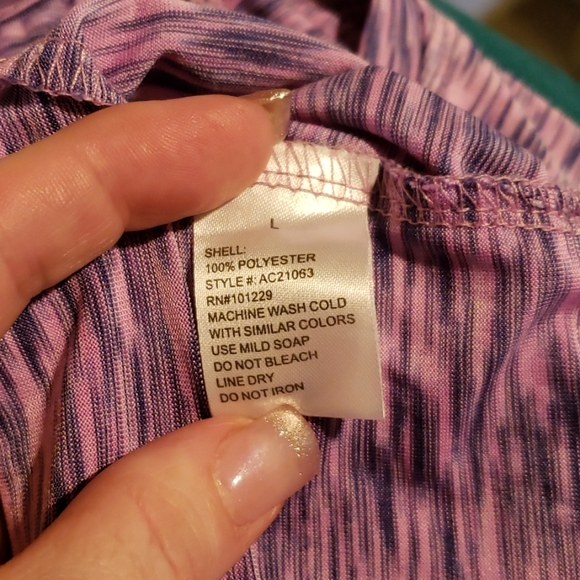 L
SHELL:
100% POLYESTER
STYLE #: AC21063
RN#101229
MACHINE WASH COLD
WITH SIMILAR COLORS
USE MILD SOAP
DO NOT BLEACH
LINE DRY
DO NOT IRON